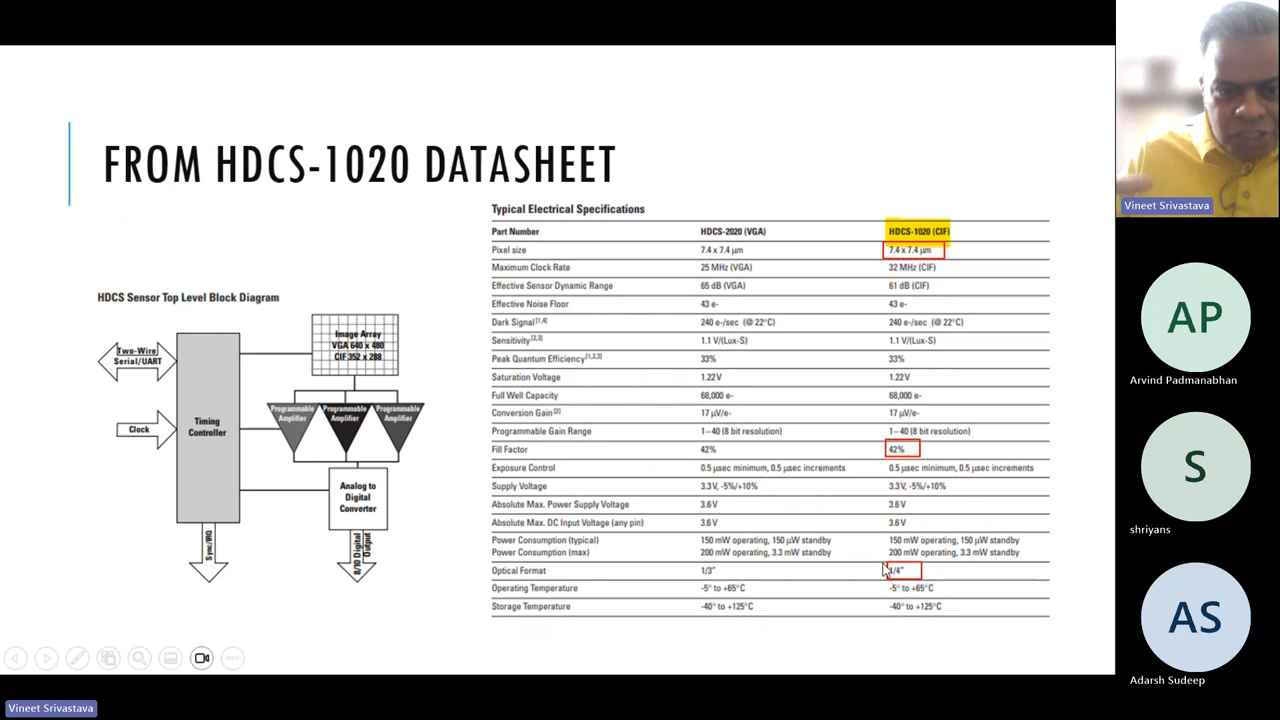 FROM HDCS-1020 DATASHEET
HDCS Sensor Top Level Block Diagram
Two-Wire
Serial/UART
Clock
Timing
Controller
Sync/IRQ
Image Array
VGA 640 x 480
CIF 352 x 288
Programmable
Amplifier
Programmable
Amplifier
Programmable
Amplifier
Analog to
Digital
Converter
8/10 Digital
Output
Typical Electrical Specifications
Part Number HDCS-2020 (VGA) HDCS-1020 (CIF)
Pixel size 7.4 x 7.4 µm 7.4 x 7.4 µm
Maximum Clock Rate 25 MHz (VGA) 32 MHz (CIF)
Effective Sensor Dynamic Range 65 dB (VGA) 61 dB (CIF)
Effective Noise Floor 43 e- 43 e-
Dark Signal[1,4] 240 e-/sec (@ 22°C) 240 e-/sec (@ 22°C)
Sensitivity[2,3] 1.1 V/(Lux-S) 1.1 V/(Lux-S)
Peak Quantum Efficiency[1,2,3] 33% 33%
Saturation Voltage 1.22 V 1.22 V
Full Well Capacity 68,000 e- 68,000 e-
Conversion Gain[2] 17 µV/e- 17 µV/e-
Programmable Gain Range 1–40 (8 bit resolution) 1–40 (8 bit resolution)
Fill Factor 42% 42%
Exposure Control 0.5 µsec minimum, 0.5 µsec increments 0.5 µsec minimum, 0.5 µsec increments
Supply Voltage 3.3 V, -5%/+10% 3.3 V, -5%/+10%
Absolute Max. Power Supply Voltage 3.6 V 3.6 V
Absolute Max. DC Input Voltage (any pin) 3.6 V 3.6 V
Power Consumption (typical) 150 mW operating, 150 µW standby 150 mW operating, 150 µW standby
Power Consumption (max) 200 mW operating, 3.3 mW standby 200 mW operating, 3.3 mW standby
Optical Format 1/3" 1/4"
Operating Temperature -5° to +65°C -5° to +65°C
Storage Temperature -40° to +125°C -40° to +125°C
Vineet Srivastava
AP
Arvind Padmanabhan
S
shriyans
AS
Adarsh Sudeep
Vineet Srivastava